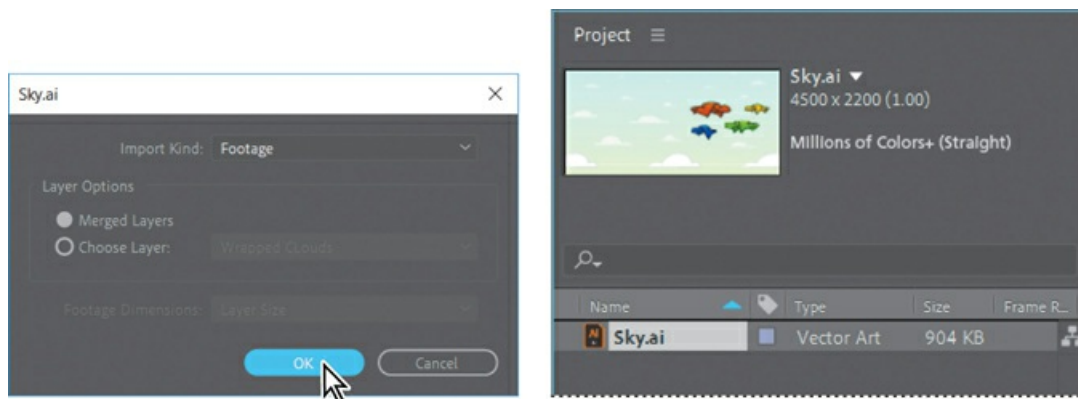 Sky.ai
Import Kind: Footage
Layer Options
Merged Layers
Choose Layer: Wrapped CLouds
Footage Dimensions: Layer Size
OK Cancel
Project
Sky.ai
4500 x 2200 (1.00)
Millions of Colors+ (Straight)
Name Type Size Frame R...
Ai Sky.ai Vector Art 904 KB